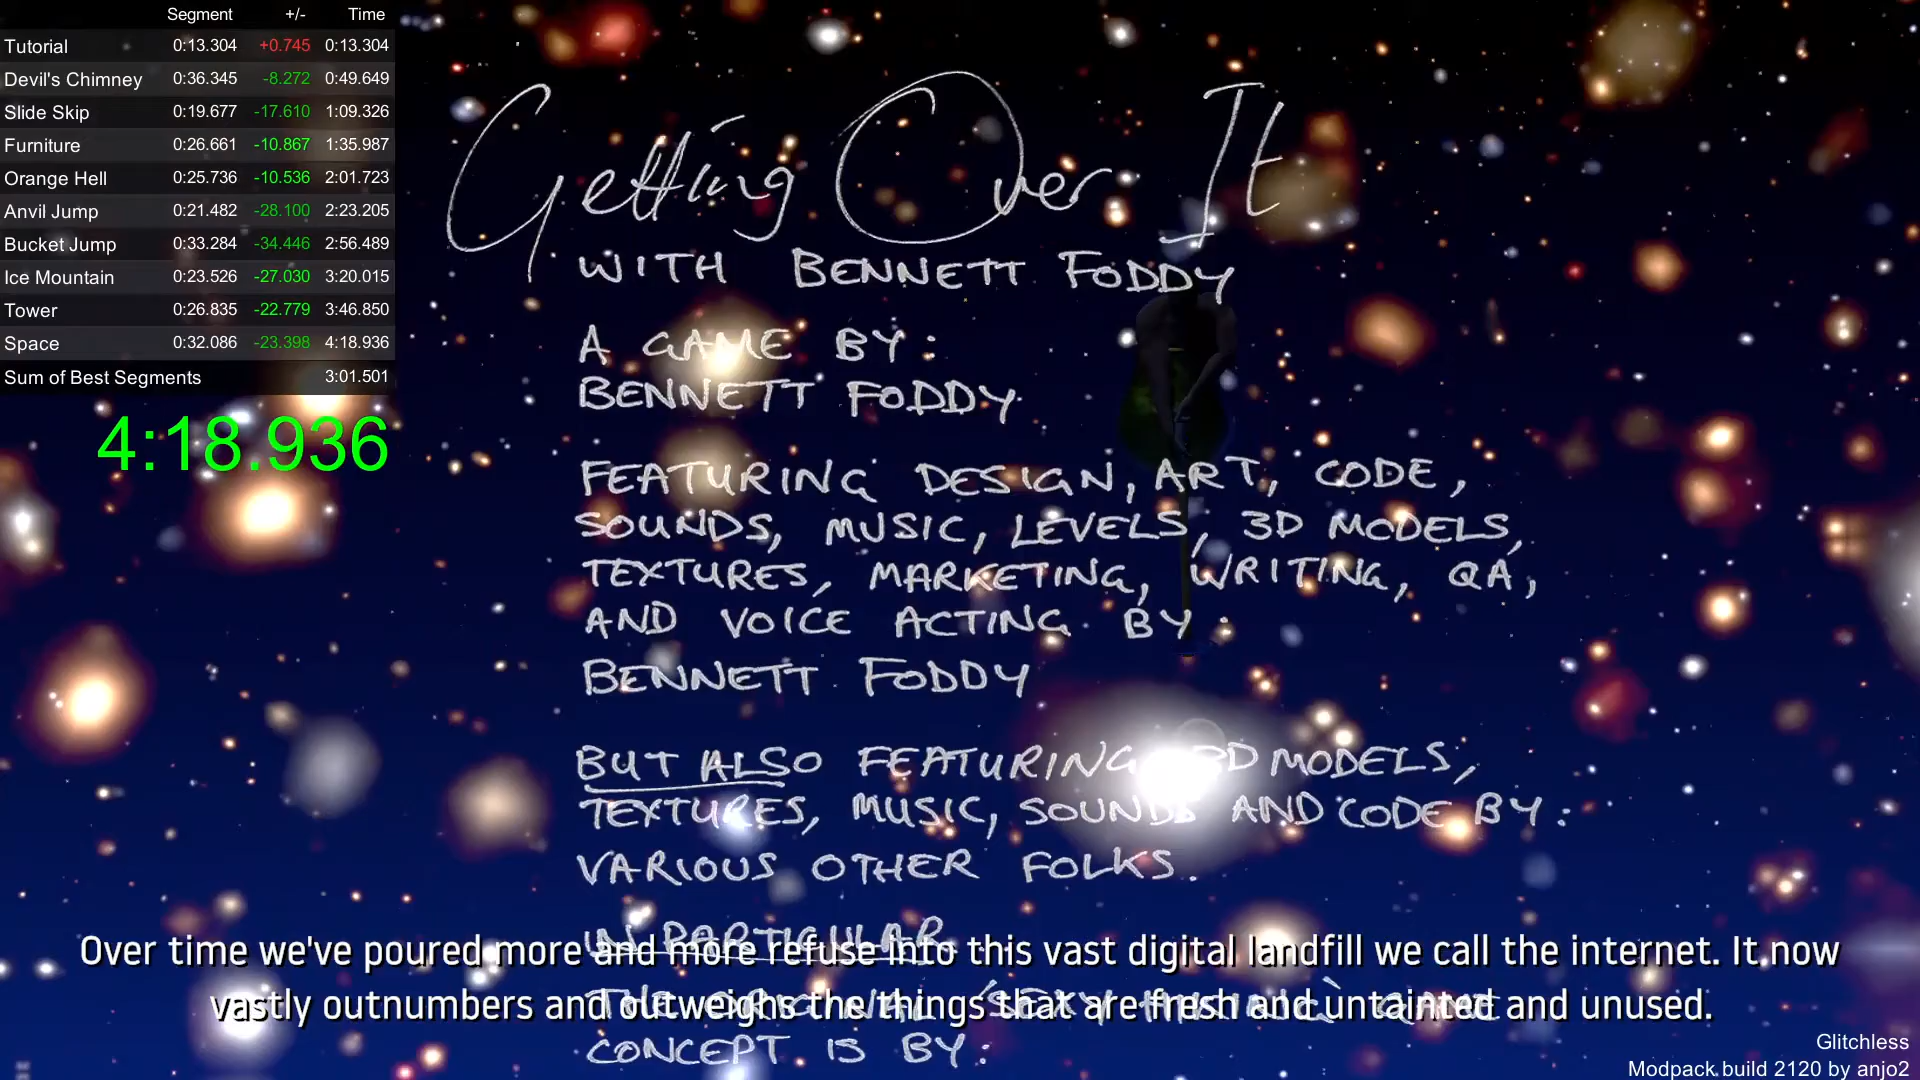 Segment +/- Time
Tutorial 0:13.304 +0.745 0:13.304
Devil's Chimney 0:36.345 -8.272 0:49.649
Slide Skip 0:19.677 -17.610 1:09.326
Furniture 0:26.661 -10.867 1:35.987
Orange Hell 0:25.736 -10.536 2:01.723
Anvil Jump 0:21.482 -28.100 2:23.205
Bucket Jump 0:33.284 -34.446 2:56.489
Ice Mountain 0:23.526 -27.030 3:20.015
Tower 0:26.835 -22.779 3:46.850
Space 0:32.086 -23.398 4:18.936
Sum of Best Segments 3:01.501
4:18.936
Getting Over It
WITH BENNETT FODDY
A GAME BY:
BENNETT FODDY
FEATURING DESIGN, ART, CODE,
SOUNDS, MUSIC, LEVELS, 3D MODELS,
TEXTURES, MARKETING, WRITING, QA,
AND VOICE ACTING BY:
BENNETT FODDY
BUT ALSO FEATURING 3D MODELS,
TEXTURES, MUSIC, SOUNDS AND CODE BY:
VARIOUS OTHER FOLKS.
IN PARTICULAR
Over time we've poured more and more refuse into this vast digital landfill we call the internet. It now
vastly outnumbers and outweighs the things that are fresh and untainted and unused.
THE ORIGINAL 'SEXY HIKING'
CONCEPT IS BY:
Glitchless
Modpack build 2120 by anjo2